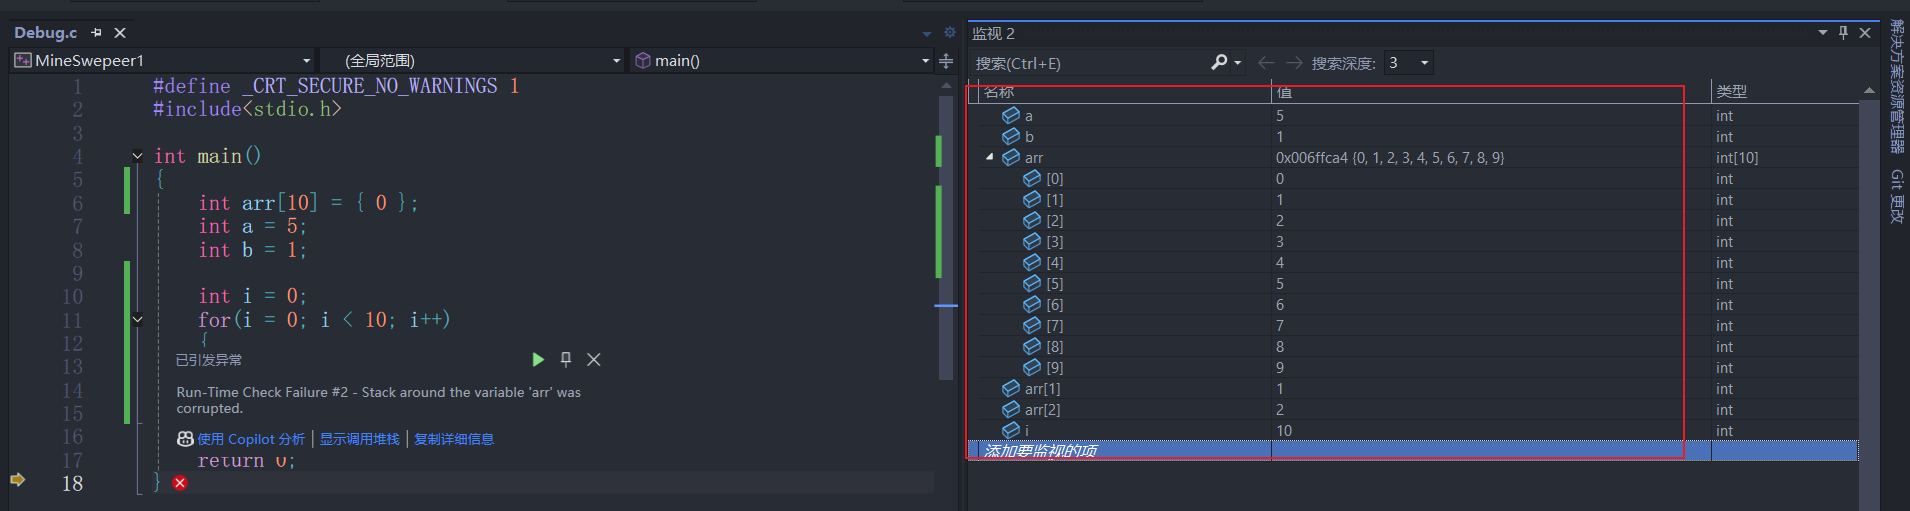 Debug.c
MineSwepeer1
(全局范围)
main()
1 #define _CRT_SECURE_NO_WARNINGS 1
2 #include<stdio.h>
3
4 int main()
5 {
6 int arr[10] = { 0 };
7 int a = 5;
8 int b = 1;
9
10 int i = 0;
11 for(i = 0; i < 10; i++)
12 {
13
14
15
16
17 return 0;
18 }
已引发异常
Run-Time Check Failure #2 - Stack around the variable 'arr' was
corrupted.
使用 Copilot 分析 | 显示调用堆栈 | 复制详细信息
监视 2
搜索(Ctrl+E)
搜索深度: 3
名称 值 类型
a 5 int
b 1 int
arr 0x006ffca4 {0, 1, 2, 3, 4, 5, 6, 7, 8, 9} int[10]
[0] 0 int
[1] 1 int
[2] 2 int
[3] 3 int
[4] 4 int
[5] 5 int
[6] 6 int
[7] 7 int
[8] 8 int
[9] 9 int
arr[1] 1 int
arr[2] 2 int
i 10 int
添加要监视的项
解决方案资源管理器
Git 更改